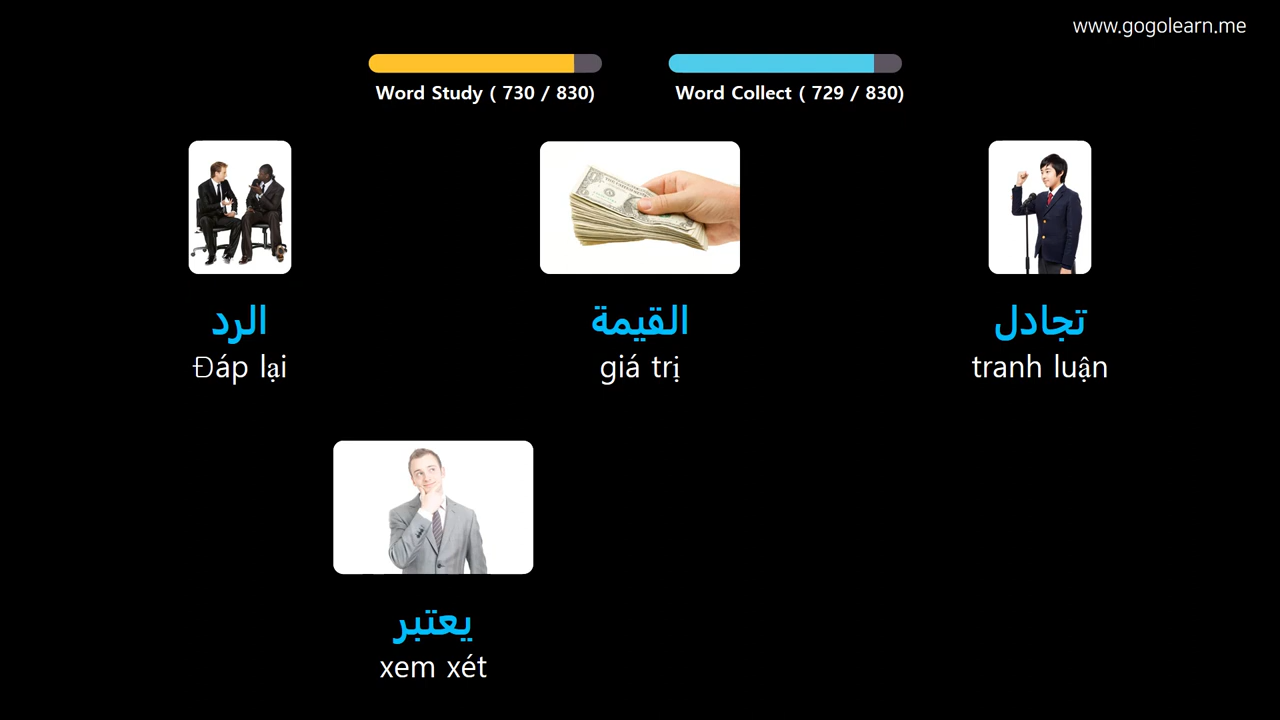 www.gogolearn.me
Word Study ( 730 / 830)
Word Collect ( 729 / 830)
الرد
Đáp lại
القيمة
giá trị
تجادل
tranh luận
يعتبر
xem xét